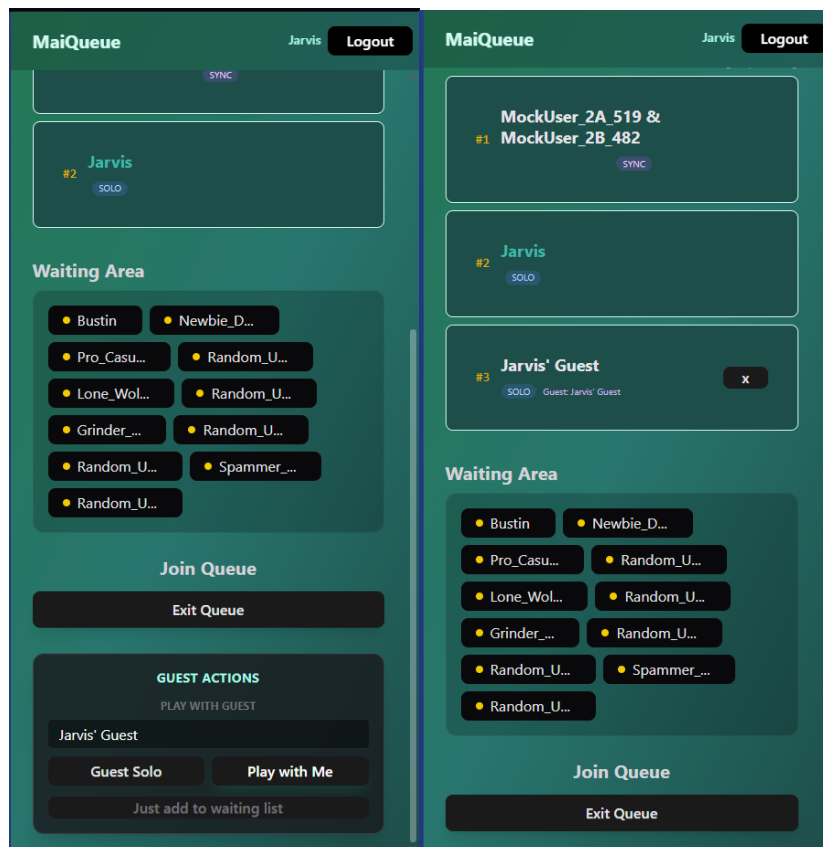 MaiQueue
Jarvis
Logout
SYNC
#2
Jarvis
SOLO
Waiting Area
Bustin
Newbie_D...
Pro_Casu...
Random_U...
Lone_Wol...
Random_U...
Grinder_...
Random_U...
Random_U...
Spammer_...
Random_U...
Join Queue
Exit Queue
GUEST ACTIONS
PLAY WITH GUEST
Jarvis' Guest
Guest Solo
Play with Me
Just add to waiting list
MaiQueue
Jarvis
Logout
#1
MockUser_2A_519 &
MockUser_2B_482
SYNC
#2
Jarvis
SOLO
#3
Jarvis' Guest
SOLO
Guest: Jarvis' Guest
x
Waiting Area
Bustin
Newbie_D...
Pro_Casu...
Random_U...
Lone_Wol...
Random_U...
Grinder_...
Random_U...
Random_U...
Spammer_...
Random_U...
Join Queue
Exit Queue